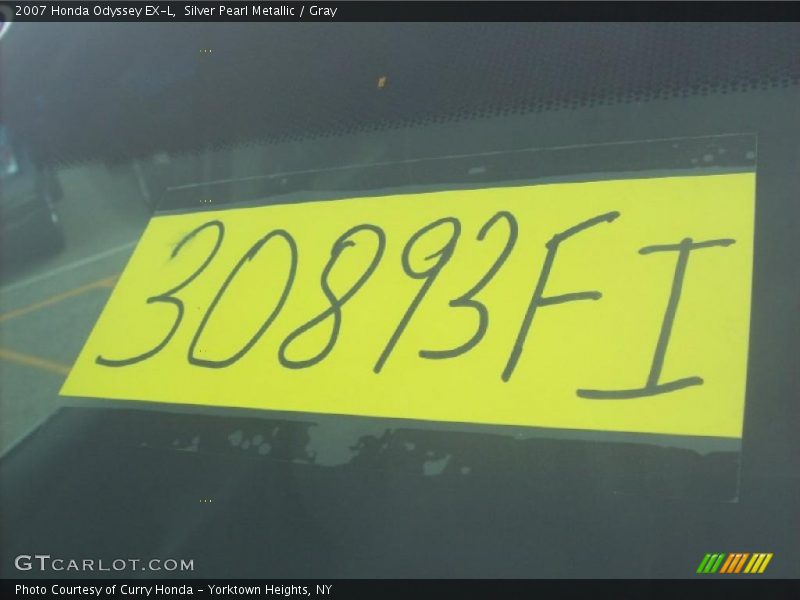 2007 Honda Odyssey EX-L, Silver Pearl Metallic / Gray
30893FI
GTCARLOT.COM
Photo Courtesy of Curry Honda - Yorktown Heights, NY